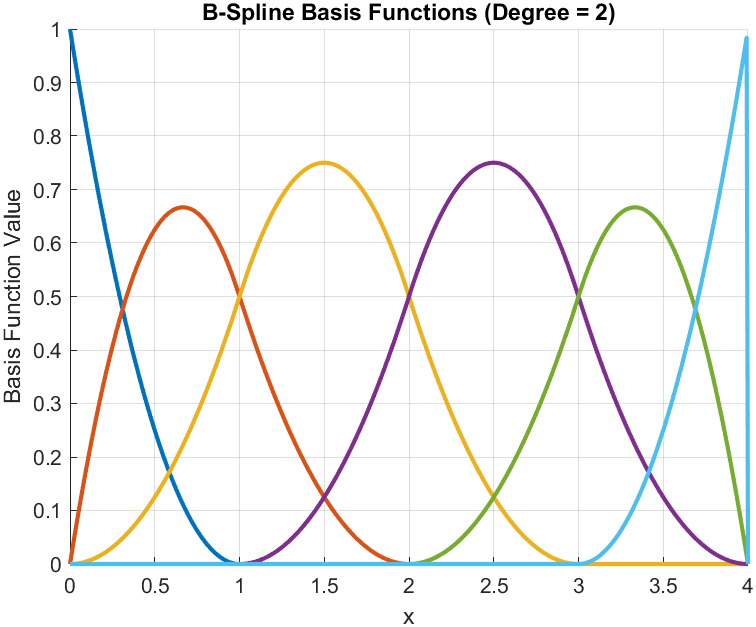 B-Spline Basis Functions (Degree = 2)
Basis Function Value
1
0.9
0.8
0.7
0.6
0.5
0.4
0.3
0.2
0.1
0
0 0.5 1 1.5 2 2.5 3 3.5 4
x